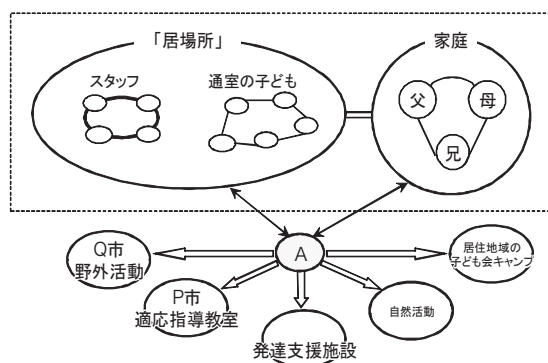 「居場所」
家庭
スタッフ
通室の子ども
父
母
兄
A
Q市
野外活動
P市
適応指導教室
発達支援施設
自然活動
居住地域の
子ども会キャンプ